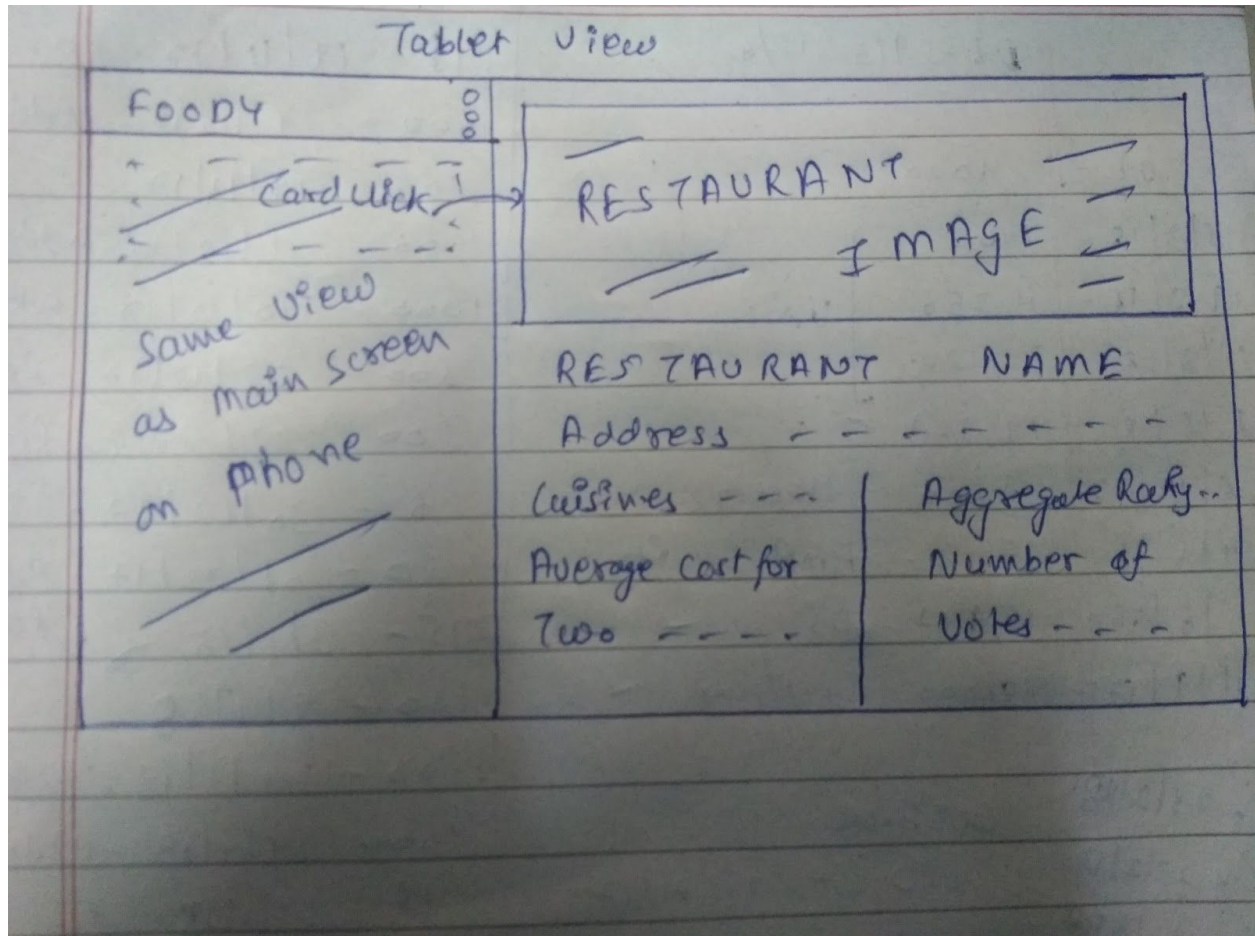 Tablet View
FOODY
Card Click
Same View
as main screen
on phone
RESTAURANT
IMAGE
RESTAURANT NAME
Address - - - - - - -
Cuisines - - - -
Average cost for
Two - - - -
Aggregate Rating..
Number of
Votes - - -